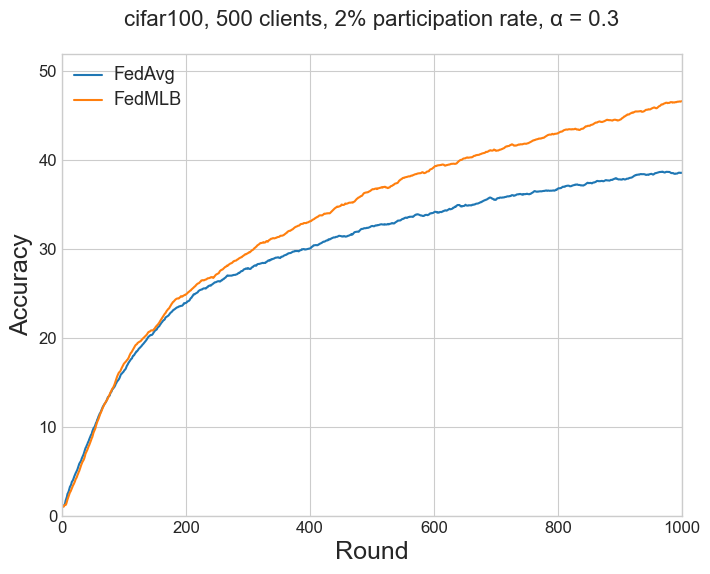 cifar100, 500 clients, 2% participation rate, α = 0.3
FedAvg
FedMLB
50
40
30
20
10
0
Accuracy
0 200 400 600 800 1000
Round